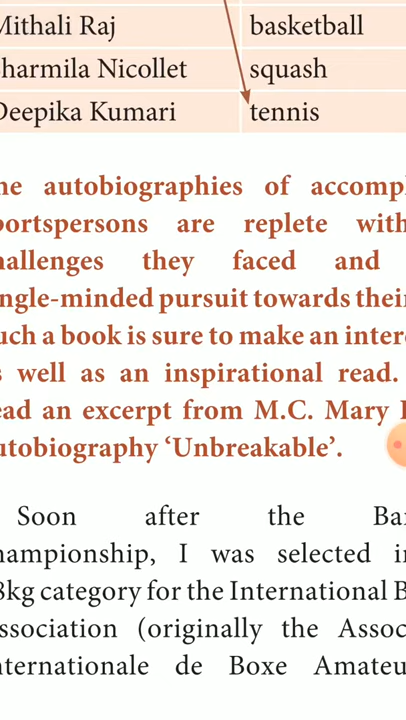 Mithali Raj basketball
harmila Nicollet squash
Deepika Kumari tennis
he autobiographies of accompl
portspersons are replete with
hallenges they faced and
ngle-minded pursuit towards their
uch a book is sure to make an inter
s well as an inspirational read.
ead an excerpt from M.C. Mary
utobiography ‘Unbreakable’.
Soon after the Ba
hampionship, I was selected i
8kg category for the International B
ssociation (originally the Assoc
nternationale de Boxe Amateu